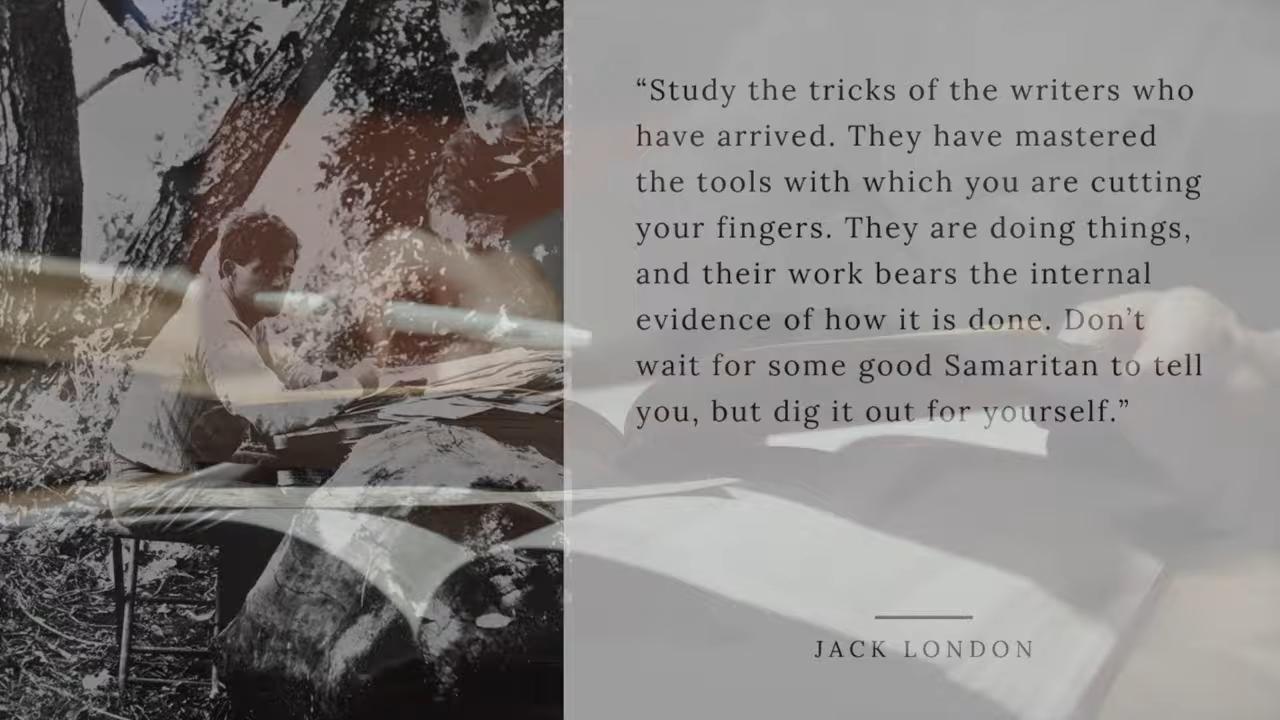 “Study the tricks of the writers who
have arrived. They have mastered
the tools with which you are cutting
your fingers. They are doing things,
and their work bears the internal
evidence of how it is done. Don’t
wait for some good Samaritan to tell
you, but dig it out for yourself.”
JACK LONDON